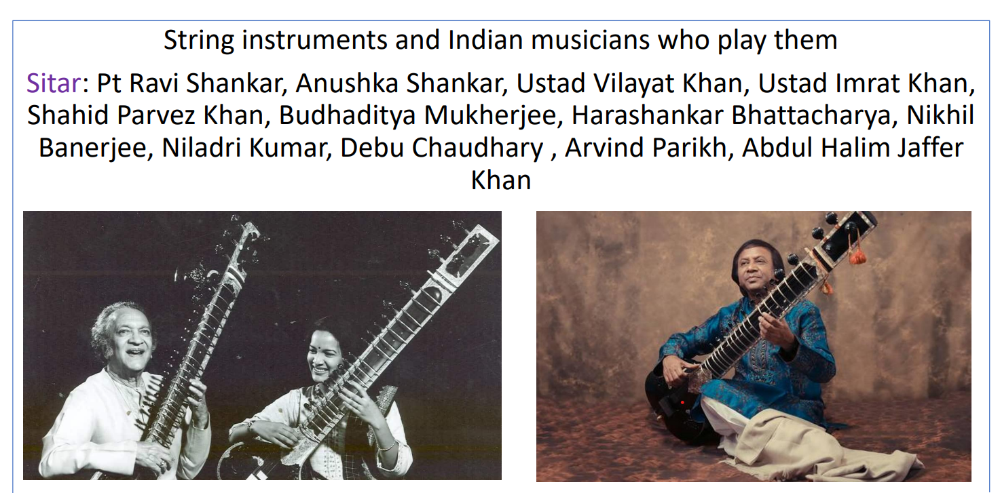 String instruments and Indian musicians who play them
Sitar: Pt Ravi Shankar, Anushka Shankar, Ustad Vilayat Khan, Ustad Imrat Khan,
Shahid Parvez Khan, Budhaditya Mukherjee, Harashankar Bhattacharya, Nikhil
Banerjee, Niladri Kumar, Debu Chaudhary , Arvind Parikh, Abdul Halim Jaffer
Khan